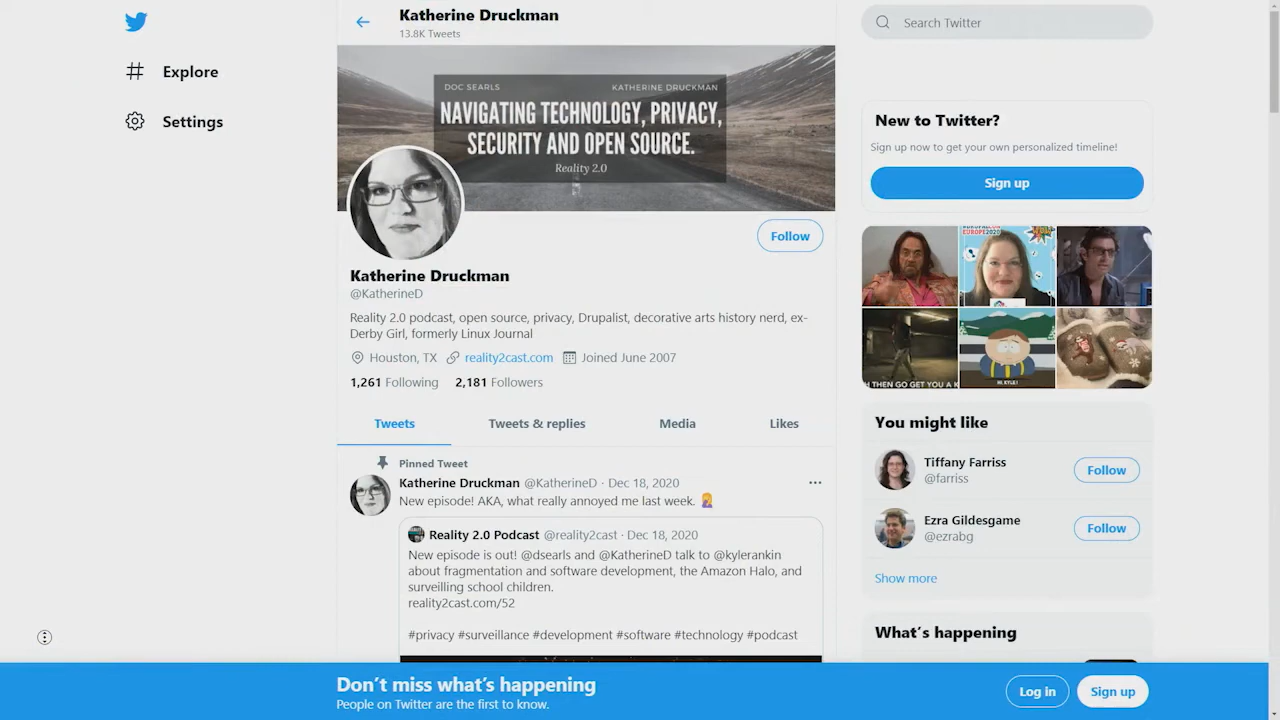 Katherine Druckman
13.8K Tweets
Search Twitter
Explore
Settings
DOC SEARLS
KATHERINE DRUCKMAN
NAVIGATING TECHNOLOGY, PRIVACY,
SECURITY AND OPEN SOURCE.
Reality 2.0
New to Twitter?
Sign up now to get your own personalized timeline!
Sign up
Follow
Katherine Druckman
@KatherineD
Reality 2.0 podcast, open source, privacy, Drupalist, decorative arts history nerd, ex-
Derby Girl, formerly Linux Journal
Houston, TX reality2cast.com Joined June 2007
1,261 Following 2,181 Followers
Tweets
Tweets & replies
Media
Likes
EUROPE2020
HI, KYLE!
You might like
Tiffany Farriss
@farriss
Follow
Ezra Gildesgame
@ezrabg
Follow
Show more
What's happening
Pinned Tweet
Katherine Druckman @KatherineD · Dec 18, 2020
New episode! AKA, what really annoyed me last week. 🤦‍♀️
Reality 2.0 Podcast @reality2cast · Dec 18, 2020
New episode is out! @dsearls and @KatherineD talk to @kylerankin
about fragmentation and software development, the Amazon Halo, and
surveilling school children.
reality2cast.com/52
#privacy #surveillance #development #software #technology #podcast
Don't miss what's happening
People on Twitter are the first to know.
Log in
Sign up